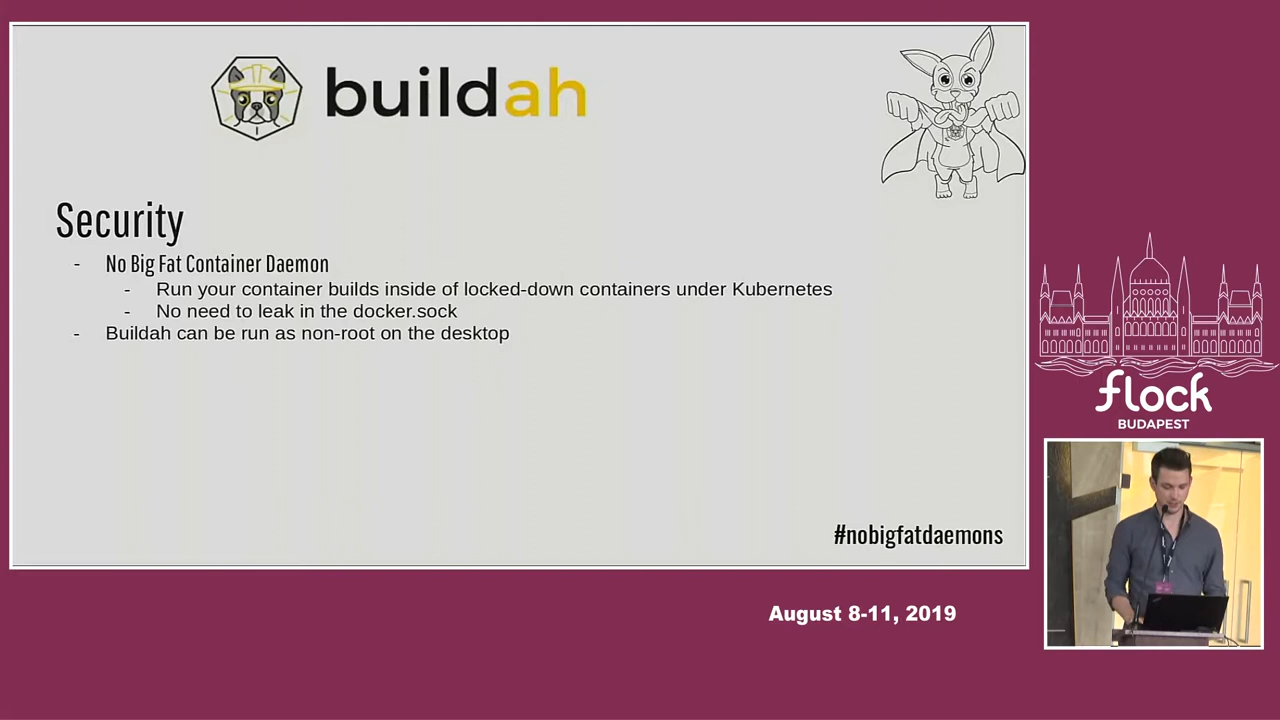 buildah
Security
- No Big Fat Container Daemon
- Run your container builds inside of locked-down containers under Kubernetes
- No need to leak in the docker.sock
- Buildah can be run as non-root on the desktop
#nobigfatdaemons
flock
BUDAPEST
August 8-11, 2019